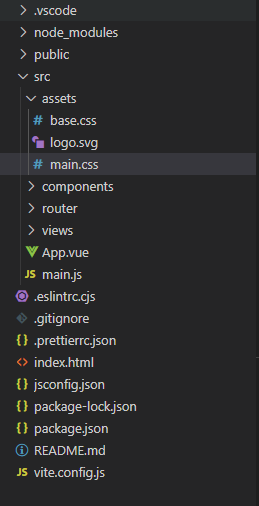 .vscode
node_modules
public
src
assets
base.css
logo.svg
main.css
components
router
views
App.vue
JS main.js
.eslintrc.cjs
.gitignore
{} .prettierrc.json
<> index.html
{} jsconfig.json
{} package-lock.json
{} package.json
README.md
JS vite.config.js